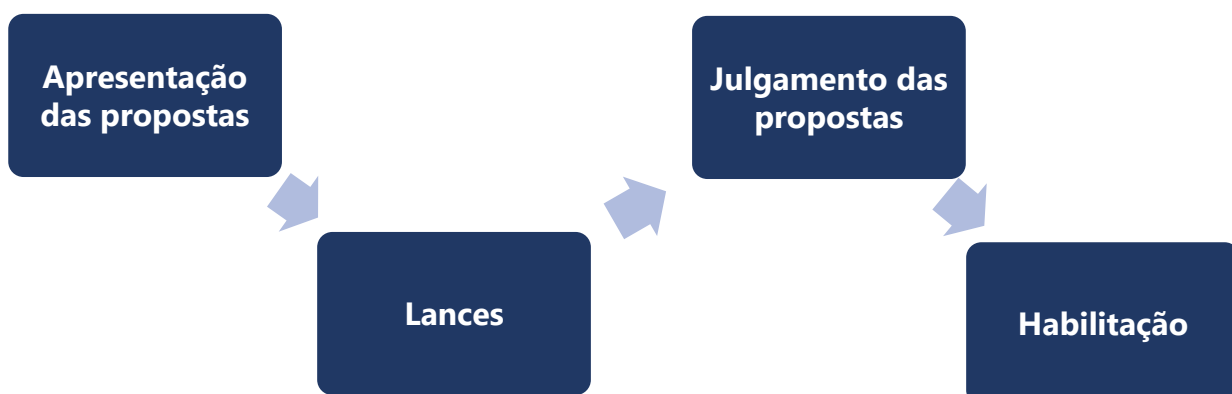 Apresentação
das propostas
Lances
Julgamento das
propostas
Habilitação